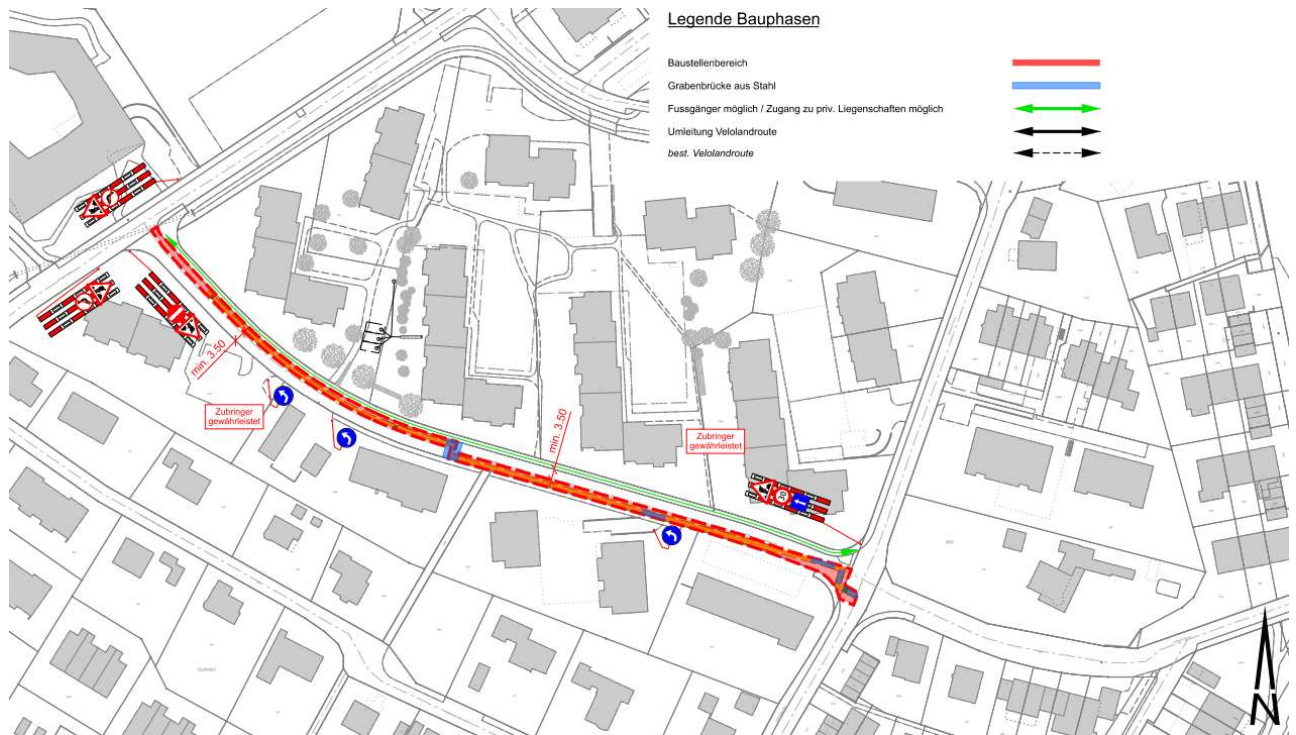 Legende Bauphasen
Baustellenbereich
Grabenbrücke aus Stahl
Fussgänger möglich / Zugang zu priv. Liegenschaften möglich
Umleitung Velolandroute
best. Velolandroute
min. 3.50
Zubringer
gewährleistet
min. 3.50
Zubringer
gewährleistet
30
N